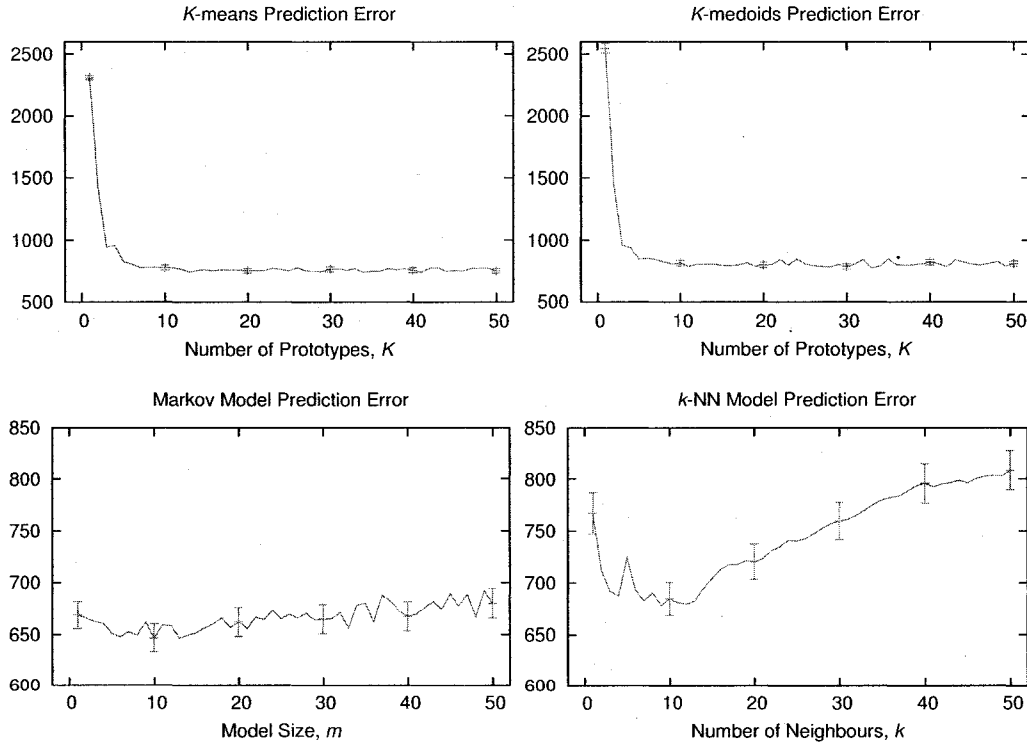 K-means Prediction Error
2500
2000
1500
1000
500
0 10 20 30 40 50
Number of Prototypes, K
K-medoids Prediction Error
2500
2000
1500
1000
500
0 10 20 30 40 50
Number of Prototypes, K
Markov Model Prediction Error
850
800
750
700
650
600
0 10 20 30 40 50
Model Size, m
k-NN Model Prediction Error
850
800
750
700
650
600
0 10 20 30 40 50
Number of Neighbours, k